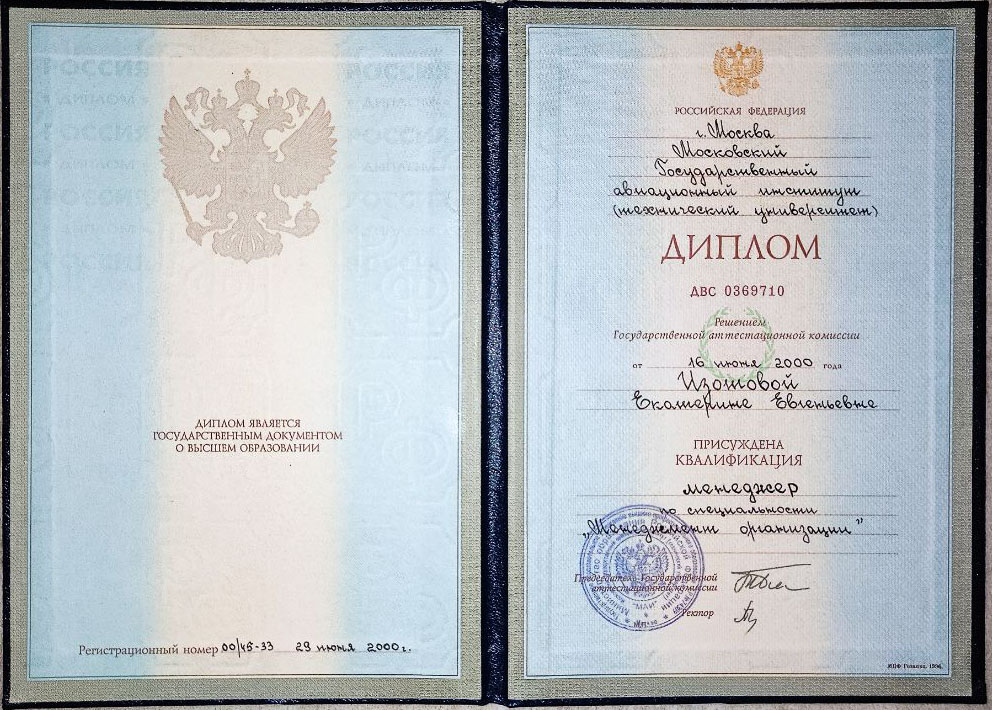 ДИПЛОМ ЯВЛЯЕТСЯ
ГОСУДАРСТВЕННЫМ ДОКУМЕНТОМ
О ВЫСШЕМ ОБРАЗОВАНИИ
Регистрационный номер 00/45-33 29 июня 2000г.
РОССИЙСКАЯ ФЕДЕРАЦИЯ
г. Москва
Московский
Государственный
авиационный институт
(технический университет)
ДИПЛОМ
ДВС 0369710
Решением
Государственной аттестационной комиссии
от 16 июня 2000 года
Изотовой
Екатерине Евгеньевне
ПРИСУЖДЕНА
КВАЛИФИКАЦИЯ
менеджер
по специальности
„Менеджмент организации”
Председатель Государственной
аттестационной комиссии
Ректор
"МАИ"